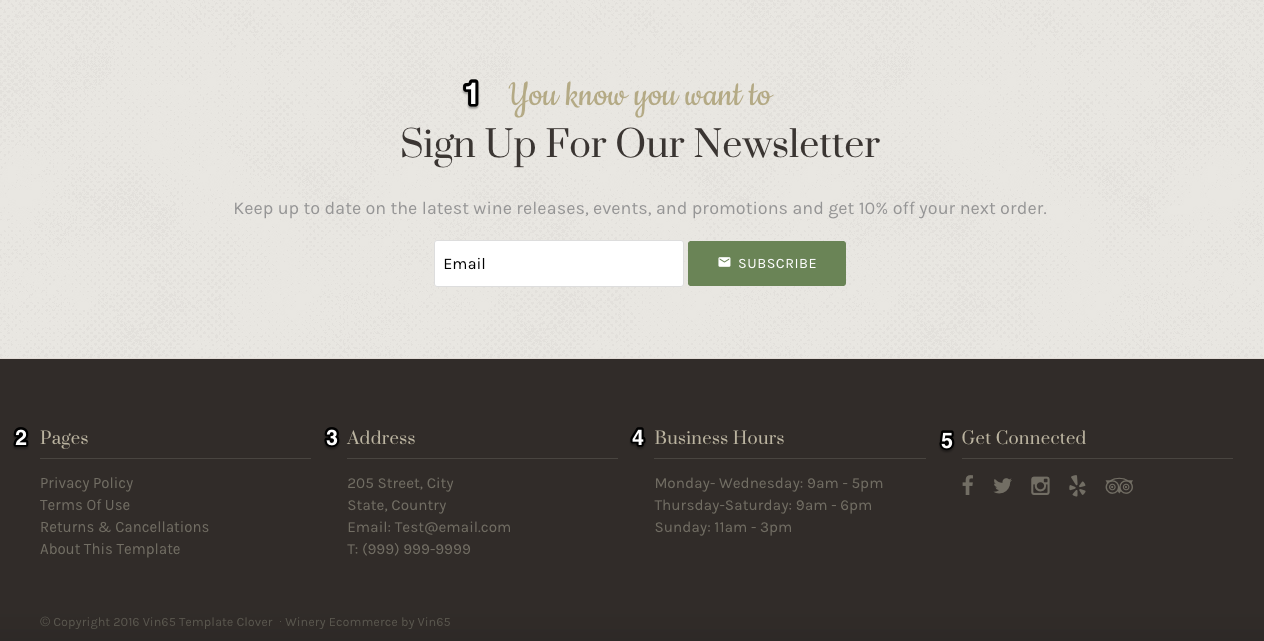 1 You know you want to
Sign Up For Our Newsletter
Keep up to date on the latest wine releases, events, and promotions and get 10% off your next order.
Email
SUBSCRIBE
2 Pages
Privacy Policy
Terms Of Use
Returns & Cancellations
About This Template
3 Address
205 Street, City
State, Country
Email: Test@email.com
T: (999) 999-9999
4 Business Hours
Monday- Wednesday: 9am - 5pm
Thursday-Saturday: 9am - 6pm
Sunday: 11am - 3pm
5 Get Connected
© Copyright 2016 Vin65 Template Clover · Winery Ecommerce by Vin65